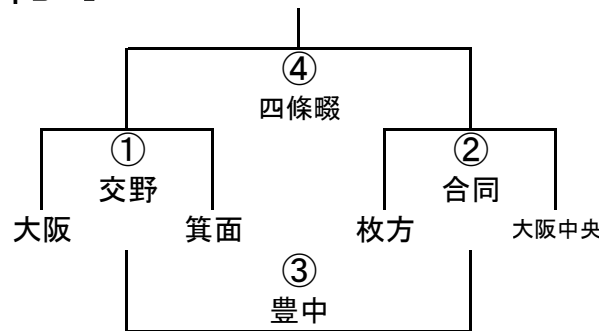 ④
四條畷
① ②
交野 合同
大阪 箕面 枚方 大阪中央
③
豊中